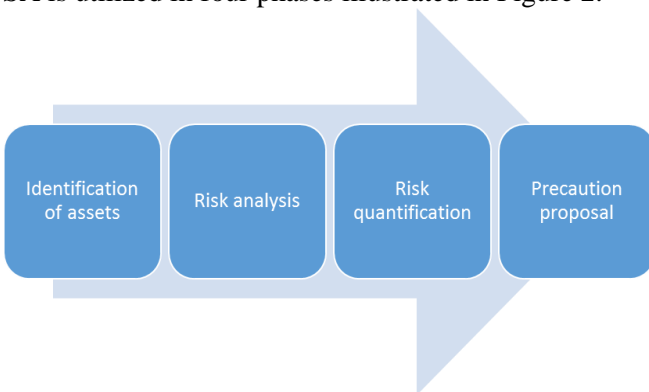 is utilized in four phases illustrated in Figure 2.
Identification
of assets
Risk analysis
Risk
quantification
Precaution
proposal